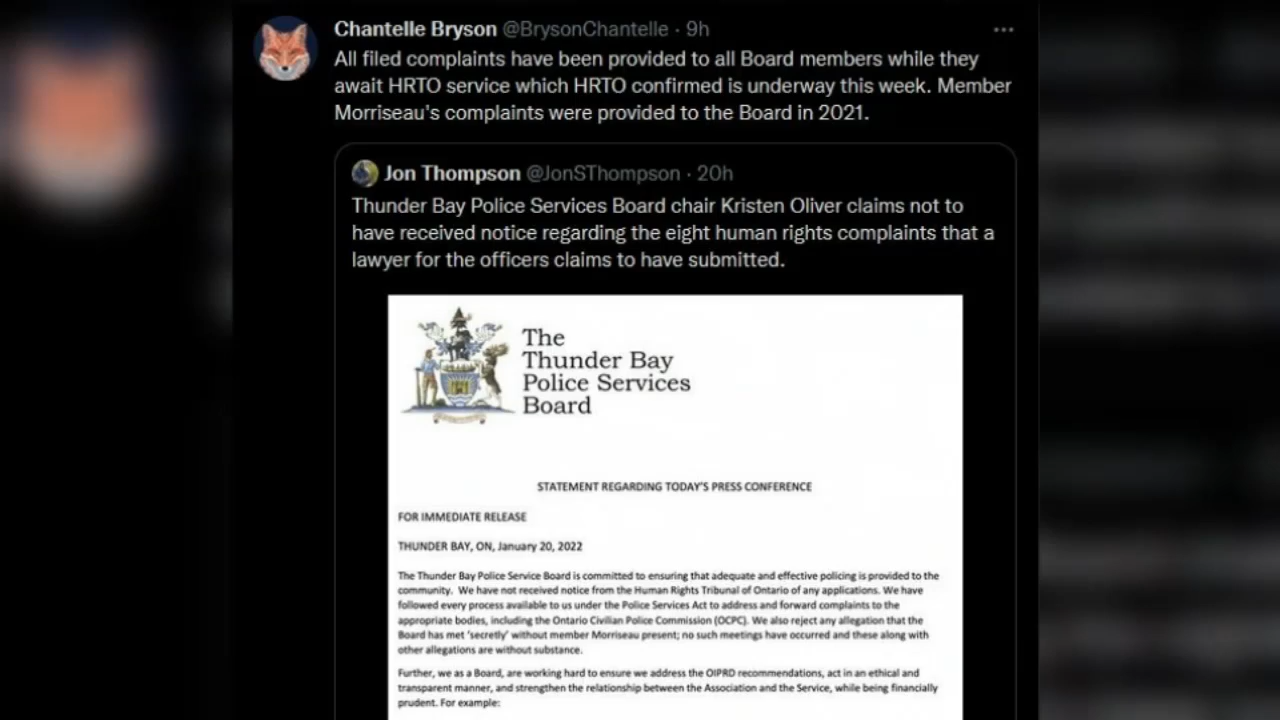 Chantelle Bryson @BrysonChantelle · 9h
All filed complaints have been provided to all Board members while they
await HRTO service which HRTO confirmed is underway this week. Member
Morriseau's complaints were provided to the Board in 2021.
Jon Thompson @JonSThompson · 20h
Thunder Bay Police Services Board chair Kristen Oliver claims not to
have received notice regarding the eight human rights complaints that a
lawyer for the officers claims to have submitted.
The
Thunder Bay
Police Services
Board
STATEMENT REGARDING TODAY'S PRESS CONFERENCE
FOR IMMEDIATE RELEASE
THUNDER BAY, ON, January 20, 2022
The Thunder Bay Police Service Board is committed to ensuring that adequate and effective policing is provided to the
community. We have not received notice from the Human Rights Tribunal of Ontario of any applications. We have
followed every process available to us under the Police Services Act to address and forward complaints to the
appropriate bodies, including the Ontario Civilian Police Commission (OCPC). We also reject any allegation that the
Board has met 'secretly' without member Morriseau present; no such meetings have occurred and these along with
other allegations are without substance.
Further, we as a Board, are working hard to ensure we address the OIPRD recommendations, act in an ethical and
transparent manner, and strengthen the relationship between the Association and the Service, while being financially
prudent. For example: